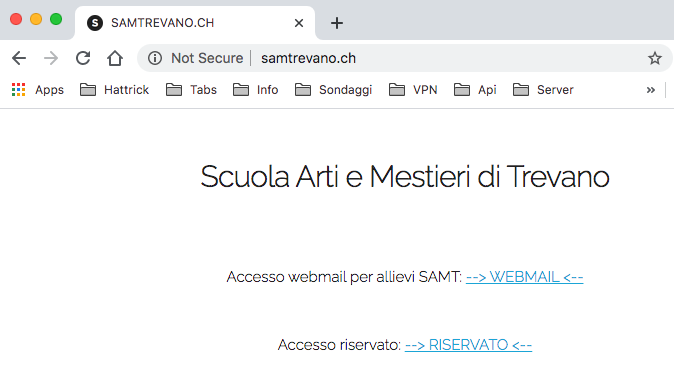 S SAMTREVANO.CH
Not Secure samtrevano.ch
Apps Hattrick Tabs Info Sondaggi VPN Api Server »
Scuola Arti e Mestieri di Trevano
Accesso webmail per allievi SAMT: --> WEBMAIL <--
Accesso riservato: --> RISERVATO <--